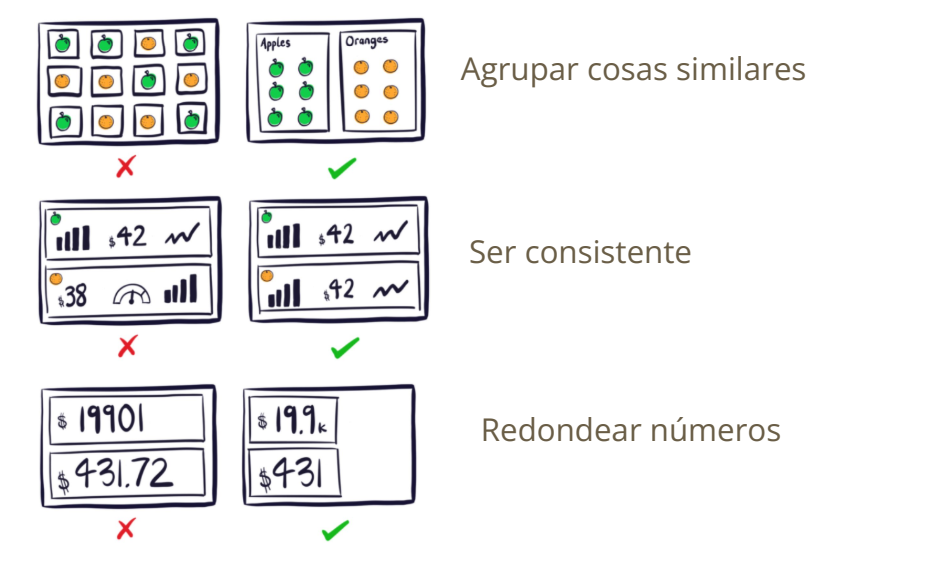 Apples Oranges
Agrupar cosas similares
$42
$42
$38
$42
Ser consistente
$ 19901
$ 19.9k
$431.72
$431
Redondear números